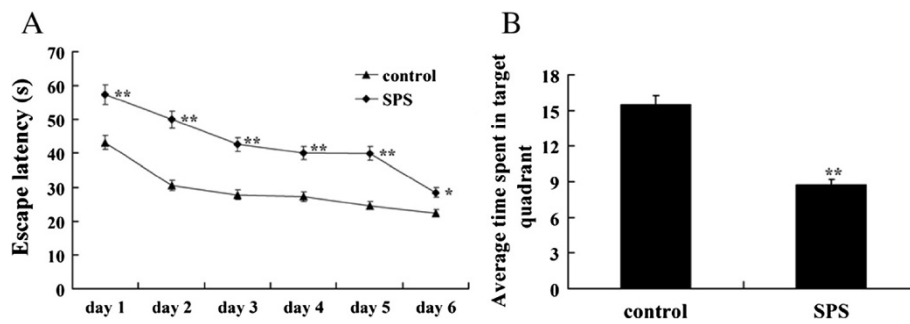 A
Escape latency (s)
70
60
50
40
30
20
10
0
**
**
**
**
**
*
control
SPS
day 1 day 2 day 3 day 4 day 5 day 6
B
Average time spent in target
quadrant
18
15
12
9
6
3
0
**
control SPS